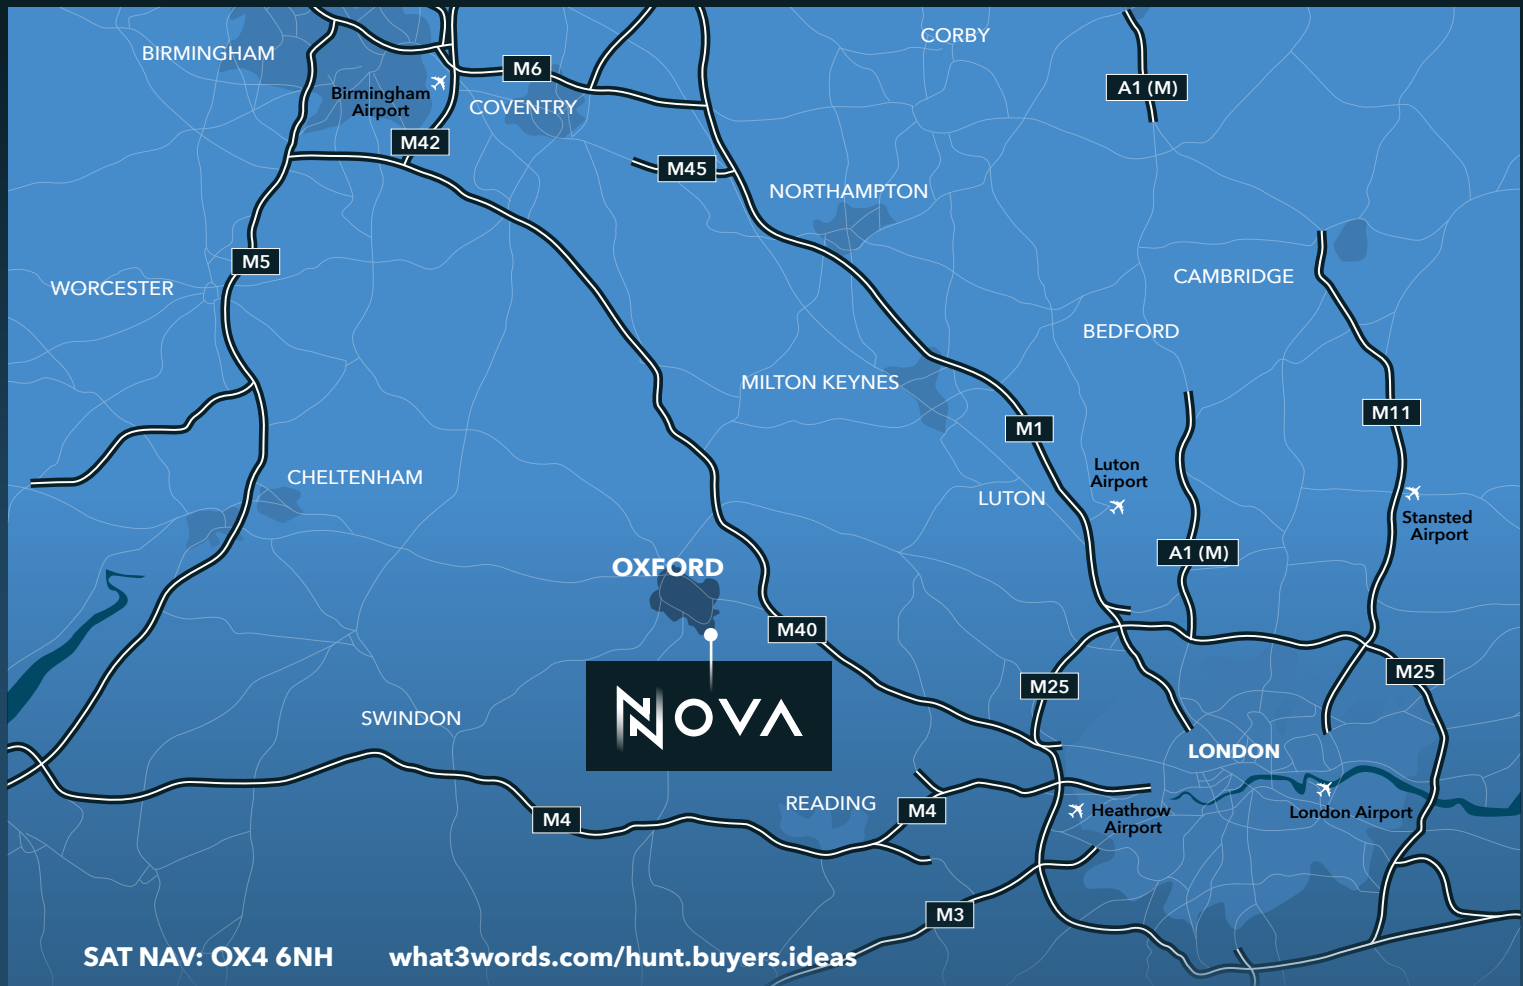 CORBY
BIRMINGHAM
M6
A1 (M)
Birmingham
Airport
COVENTRY
M42
M45
NORTHAMPTON
M5
CAMBRIDGE
WORCESTER
BEDFORD
MILTON KEYNES
M11
M1
Luton
Airport
CHELTENHAM
LUTON
Stansted
Airport
A1 (M)
OXFORD
M40
M25
M25
NOVA
SWINDON
LONDON
READING
M4
M4
Heathrow
Airport
London Airport
M3
SAT NAV: OX4 6NH
what3words.com/hunt.buyers.ideas